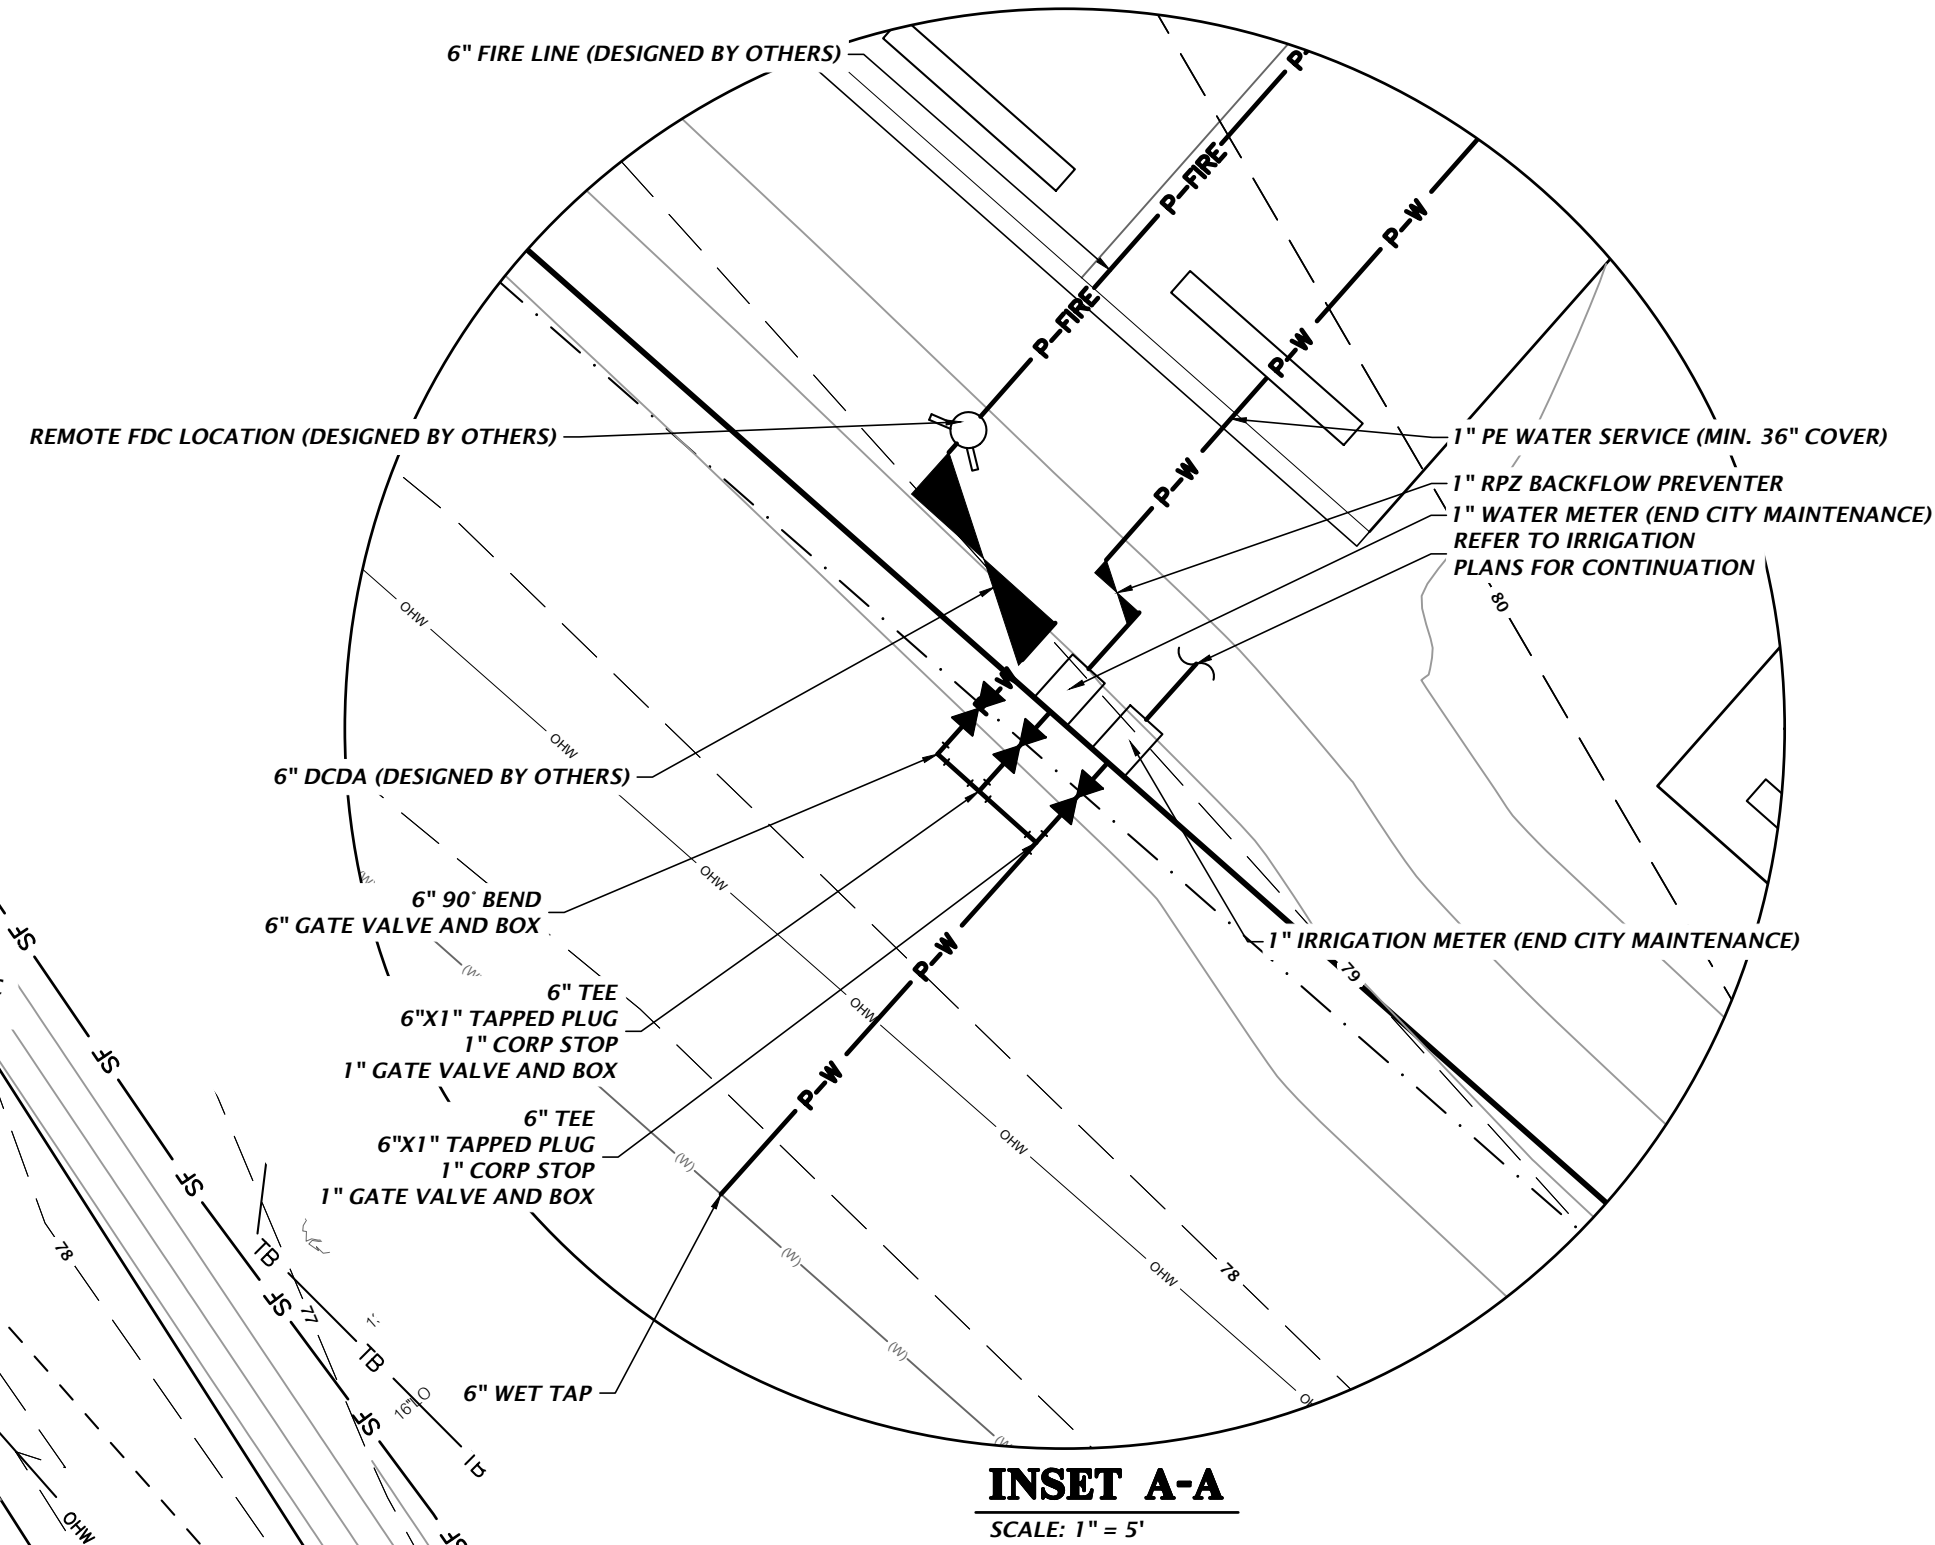 6" FIRE LINE (DESIGNED BY OTHERS)
P-FIRE
P-FIRE
P-W
P-W
P-W
REMOTE FDC LOCATION (DESIGNED BY OTHERS)
1" PE WATER SERVICE (MIN. 36" COVER)
1" RPZ BACKFLOW PREVENTER
1" WATER METER (END CITY MAINTENANCE)
REFER TO IRRIGATION
PLANS FOR CONTINUATION
80
OHW
OHW
P-W
6" DCDA (DESIGNED BY OTHERS)
OHW
6" 90° BEND
6" GATE VALVE AND BOX
1" IRRIGATION METER (END CITY MAINTENANCE)
79
P-W
SF
6" TEE
6"X1" TAPPED PLUG
1" CORP STOP
1" GATE VALVE AND BOX
OHW
SF
P-W
6" TEE
6"X1" TAPPED PLUG
1" CORP STOP
1" GATE VALVE AND BOX
OHW
(W)
SF
78
TB
(W)
OHW
78
SF
77
TB
(W)
6" WET TAP
16"LO
SF
TB
OHW
SF
INSET A-A
SCALE: 1" = 5'